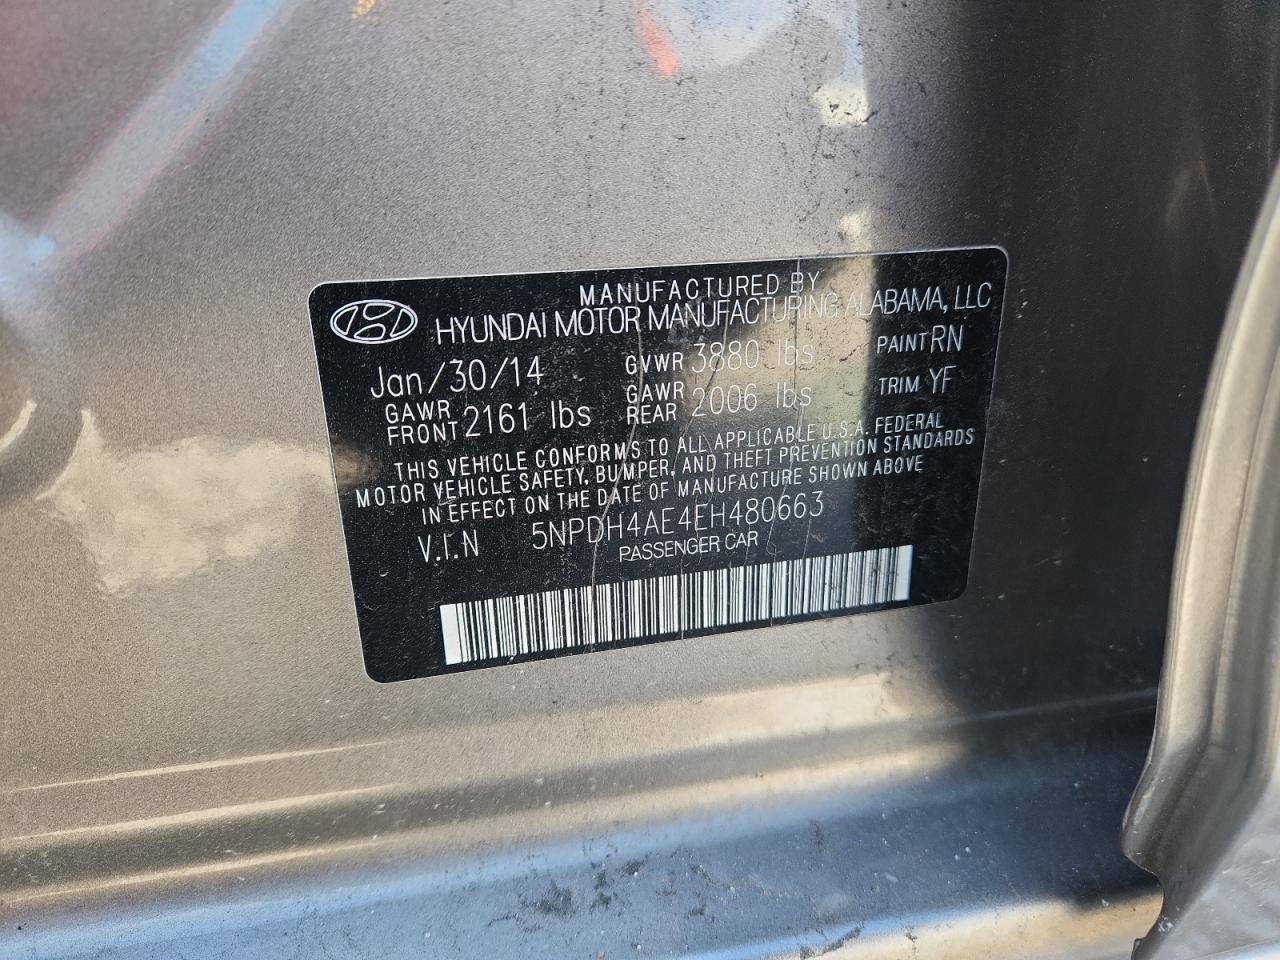 MANUFACTURED BY
HYUNDAI MOTOR MANUFACTURING ALABAMA, LLC
Jan/30/14 GVWR 3880 lbs PAINT RN
GAWR FRONT 2161 lbs GAWR REAR 2006 lbs TRIM YF
THIS VEHICLE CONFORMS TO ALL APPLICABLE U.S.A. FEDERAL
MOTOR VEHICLE SAFETY, BUMPER, AND THEFT PREVENTION STANDARDS
IN EFFECT ON THE DATE OF MANUFACTURE SHOWN ABOVE
V.I.N 5NPDH4AE4EH480663
PASSENGER CAR